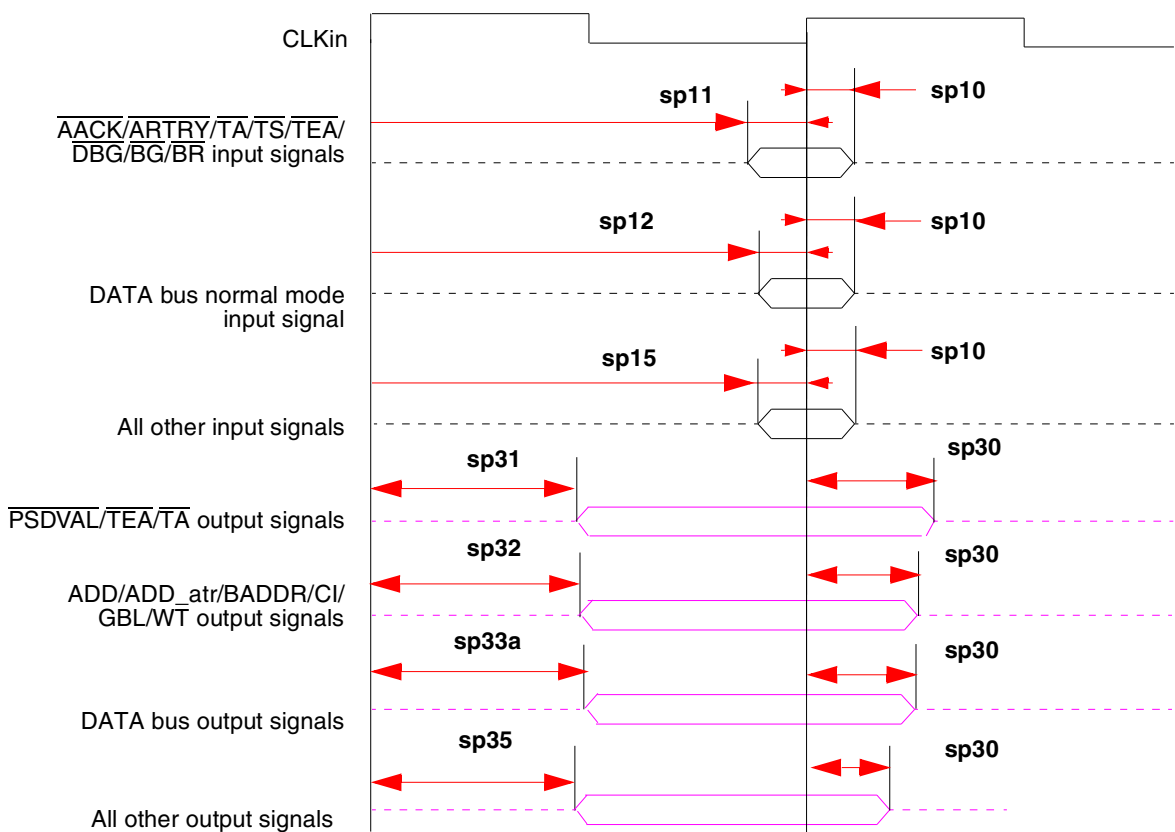 CLKin
sp11
sp10
AACK/ARTRY/TA/TS/TEA/
DBG/BG/BR input signals
sp12
sp10
DATA bus normal mode
input signal
sp15
sp10
All other input signals
sp31
sp30
PSDVAL/TEA/TA output signals
sp32
sp30
ADD/ADD_atr/BADDR/CI/
GBL/WT output signals
sp33a
sp30
DATA bus output signals
sp35
sp30
All other output signals